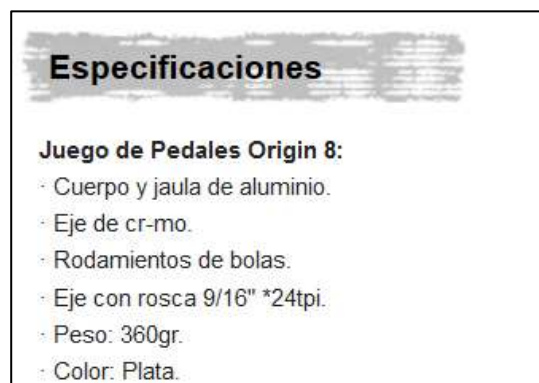 Especificaciones
Juego de Pedales Origin 8:
· Cuerpo y jaula de aluminio.
· Eje de cr-mo.
· Rodamientos de bolas.
· Eje con rosca 9/16" *24tpi.
· Peso: 360gr.
· Color: Plata.